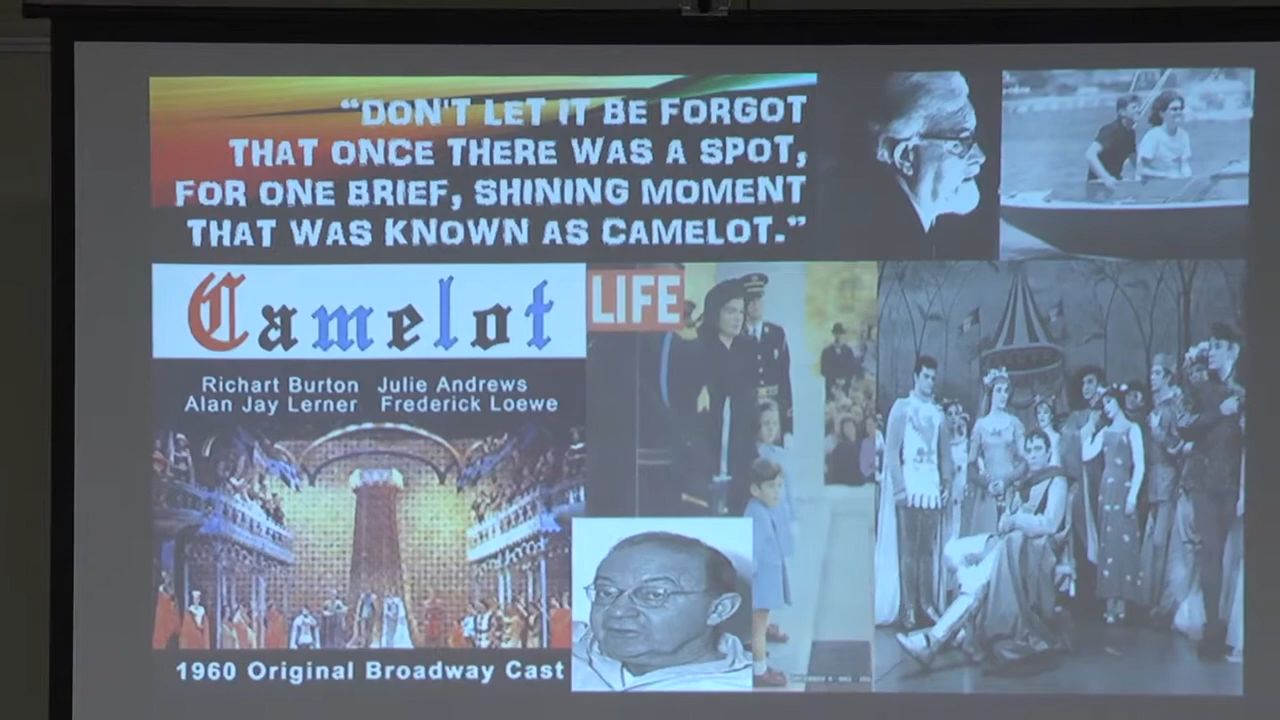 “DON'T LET IT BE FORGOT
THAT ONCE THERE WAS A SPOT,
FOR ONE BRIEF, SHINING MOMENT
THAT WAS KNOWN AS CAMELOT.”
Camelot
LIFE
Richart Burton Julie Andrews
Alan Jay Lerner Frederick Loewe
1960 Original Broadway Cast